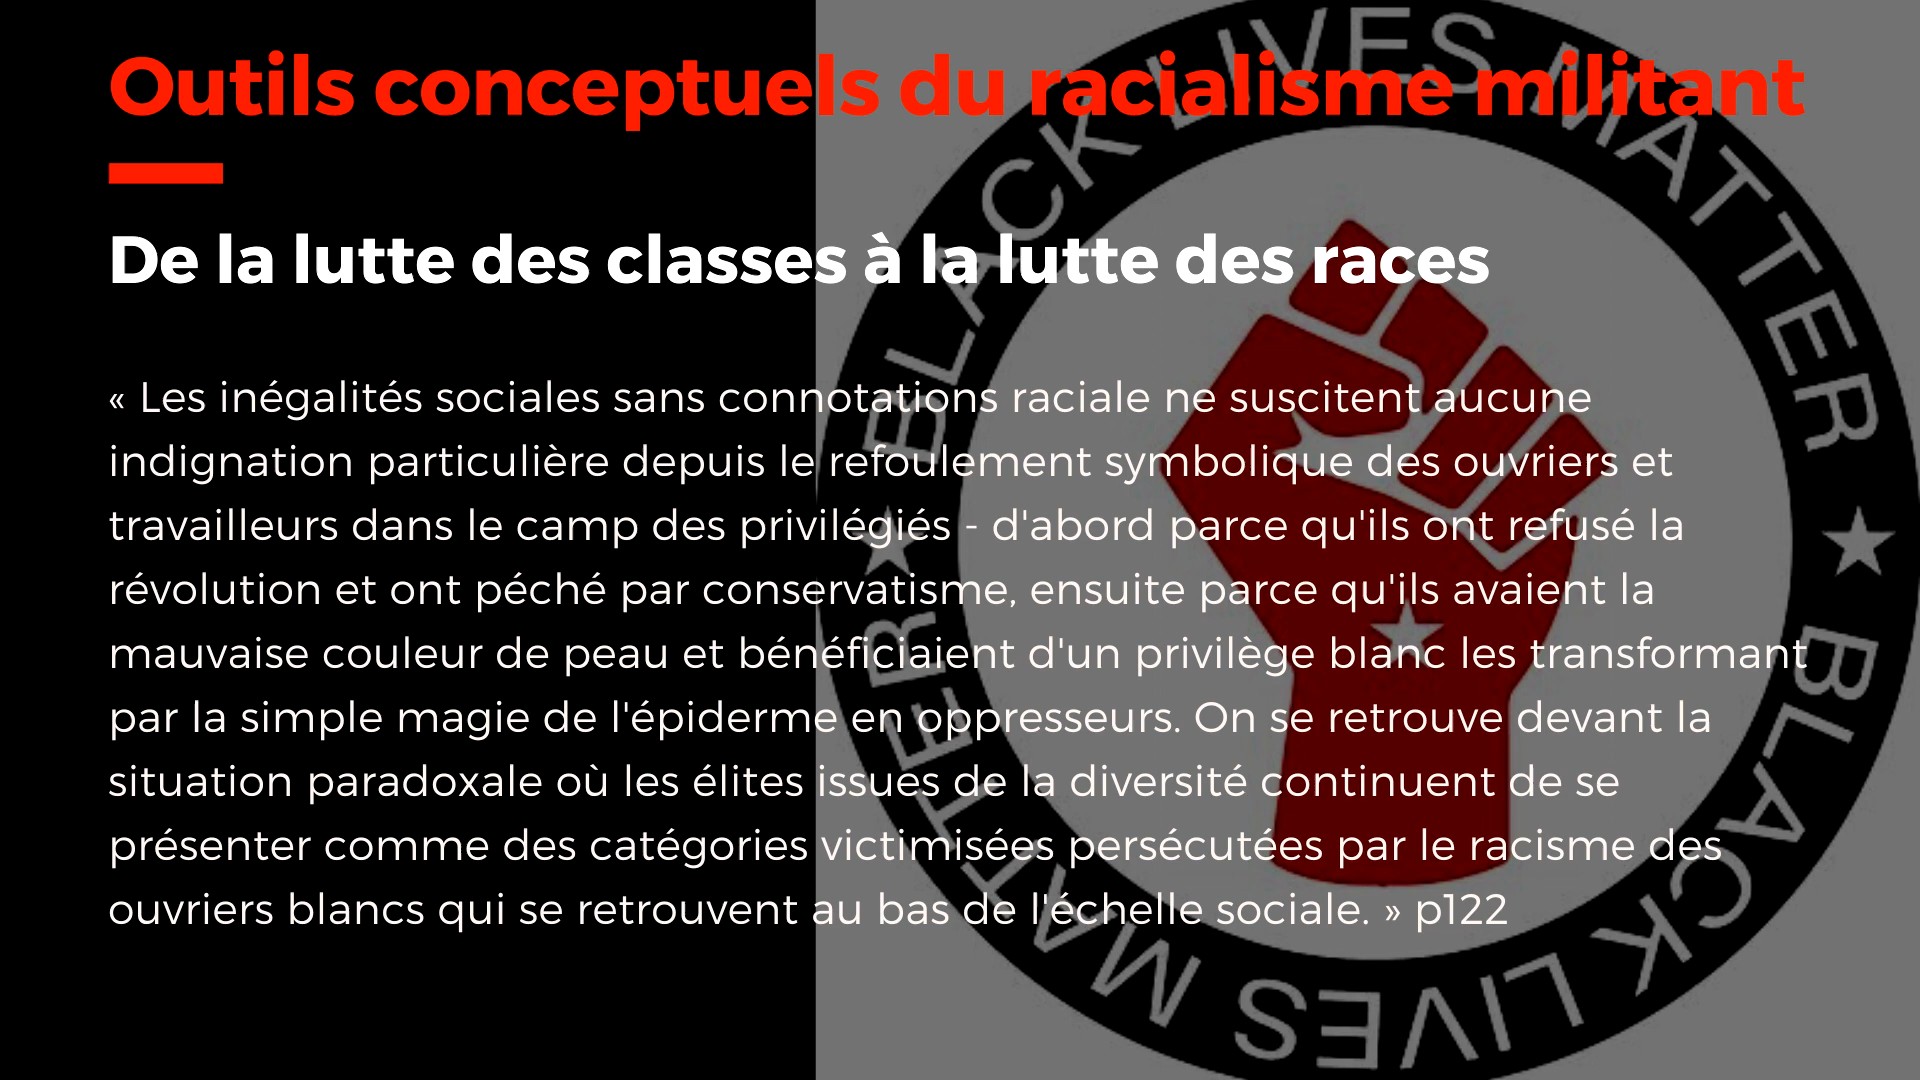 Outils conceptuels du racialisme militant
De la lutte des classes à la lutte des races
« Les inégalités sociales sans connotations raciale ne suscitent aucune
indignation particulière depuis le refoulement symbolique des ouvriers et
travailleurs dans le camp des privilégiés - d'abord parce qu'ils ont refusé la
révolution et ont péché par conservatisme, ensuite parce qu'ils avaient la
mauvaise couleur de peau et bénéficiaient d'un privilège blanc les transformant
par la simple magie de l'épiderme en oppresseurs. On se retrouve devant la
situation paradoxale où les élites issues de la diversité continuent de se
présenter comme des catégories victimisées persécutées par le racisme des
ouvriers blancs qui se retrouvent au bas de l'échelle sociale. » p122
BLACK LIVES MATTER
BLACK LIVES MATTER